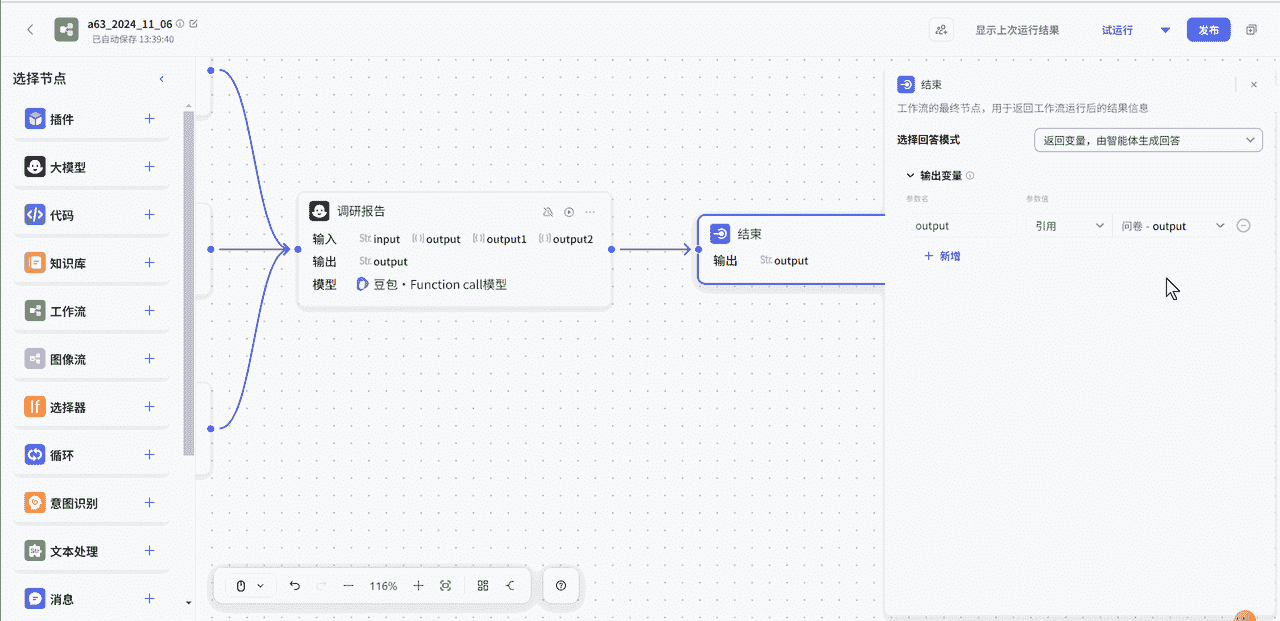 a63_2024_11_06
已自动保存 13:39:40
显示上次运行结果
试运行
发布
选择节点
插件
大模型
代码
知识库
工作流
图像流
If 选择器
循环
意图识别
Str 文本处理
消息
调研报告
输入 Str. input [] output [] output1 [] output2
输出 Str. output
模型 豆包・Function call模型
结束
输出 Str. output
116%
结束
工作流的最终节点，用于返回工作流运行后的结果信息
选择回答模式 返回变量，由智能体生成回答
输出变量
参数名 参数值
output 引用 问卷 - output
+ 新增